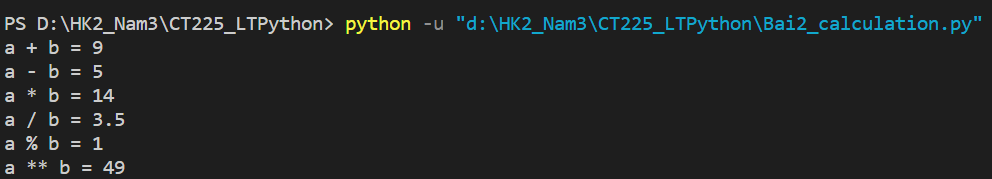 PS D:\HK2_Nam3\CT225_LTPython> python -u "d:\HK2_Nam3\CT225_LTPython\Bai2_calculation.py"
a + b = 9
a - b = 5
a * b = 14
a / b = 3.5
a % b = 1
a ** b = 49